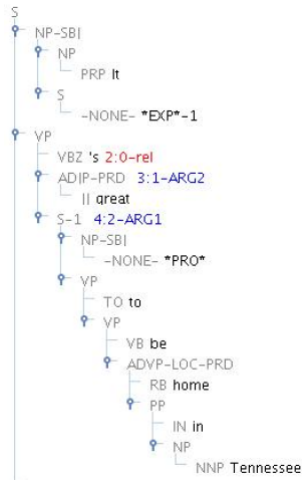 S
NP-SBJ
NP
PRP It
S
-NONE- *EXP*-1
VP
VBZ 's 2:0-rel
ADJP-PRD 3:1-ARG2
JJ great
S-1 4:2-ARG1
NP-SBJ
-NONE- *PRO*
VP
TO to
VP
VB be
ADVP-LOC-PRD
RB home
PP
IN in
NP
NNP Tennessee